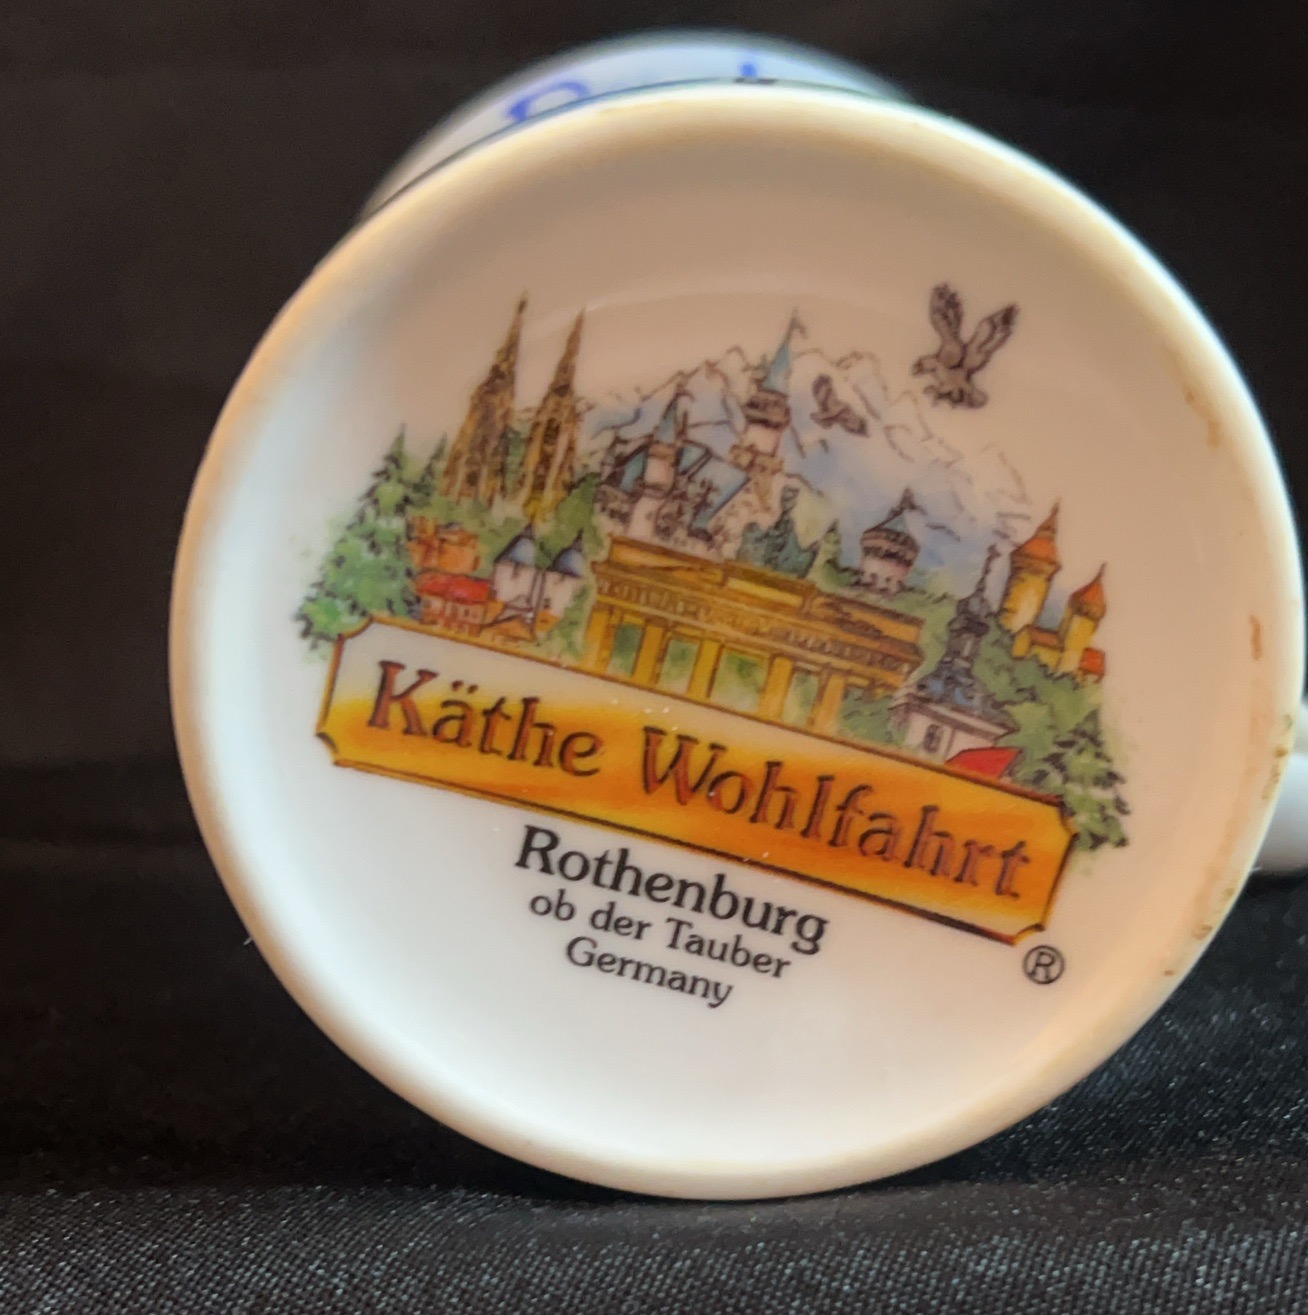 Käthe Wohlfahrt
®
Rothenburg
ob der Tauber
Germany